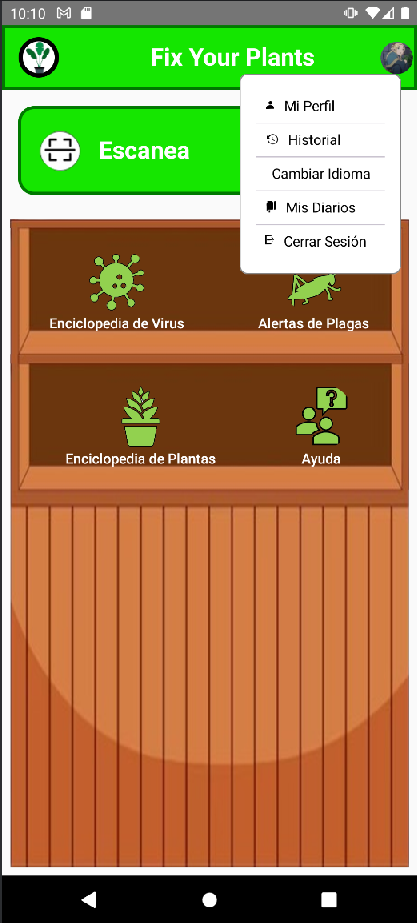 10:10
Fix Your Plants
Mi Perfil
Historial
Cambiar Idioma
Mis Diarios
Cerrar Sesión
Escanea
Enciclopedia de Virus
Alertas de Plagas
Enciclopedia de Plantas
Ayuda